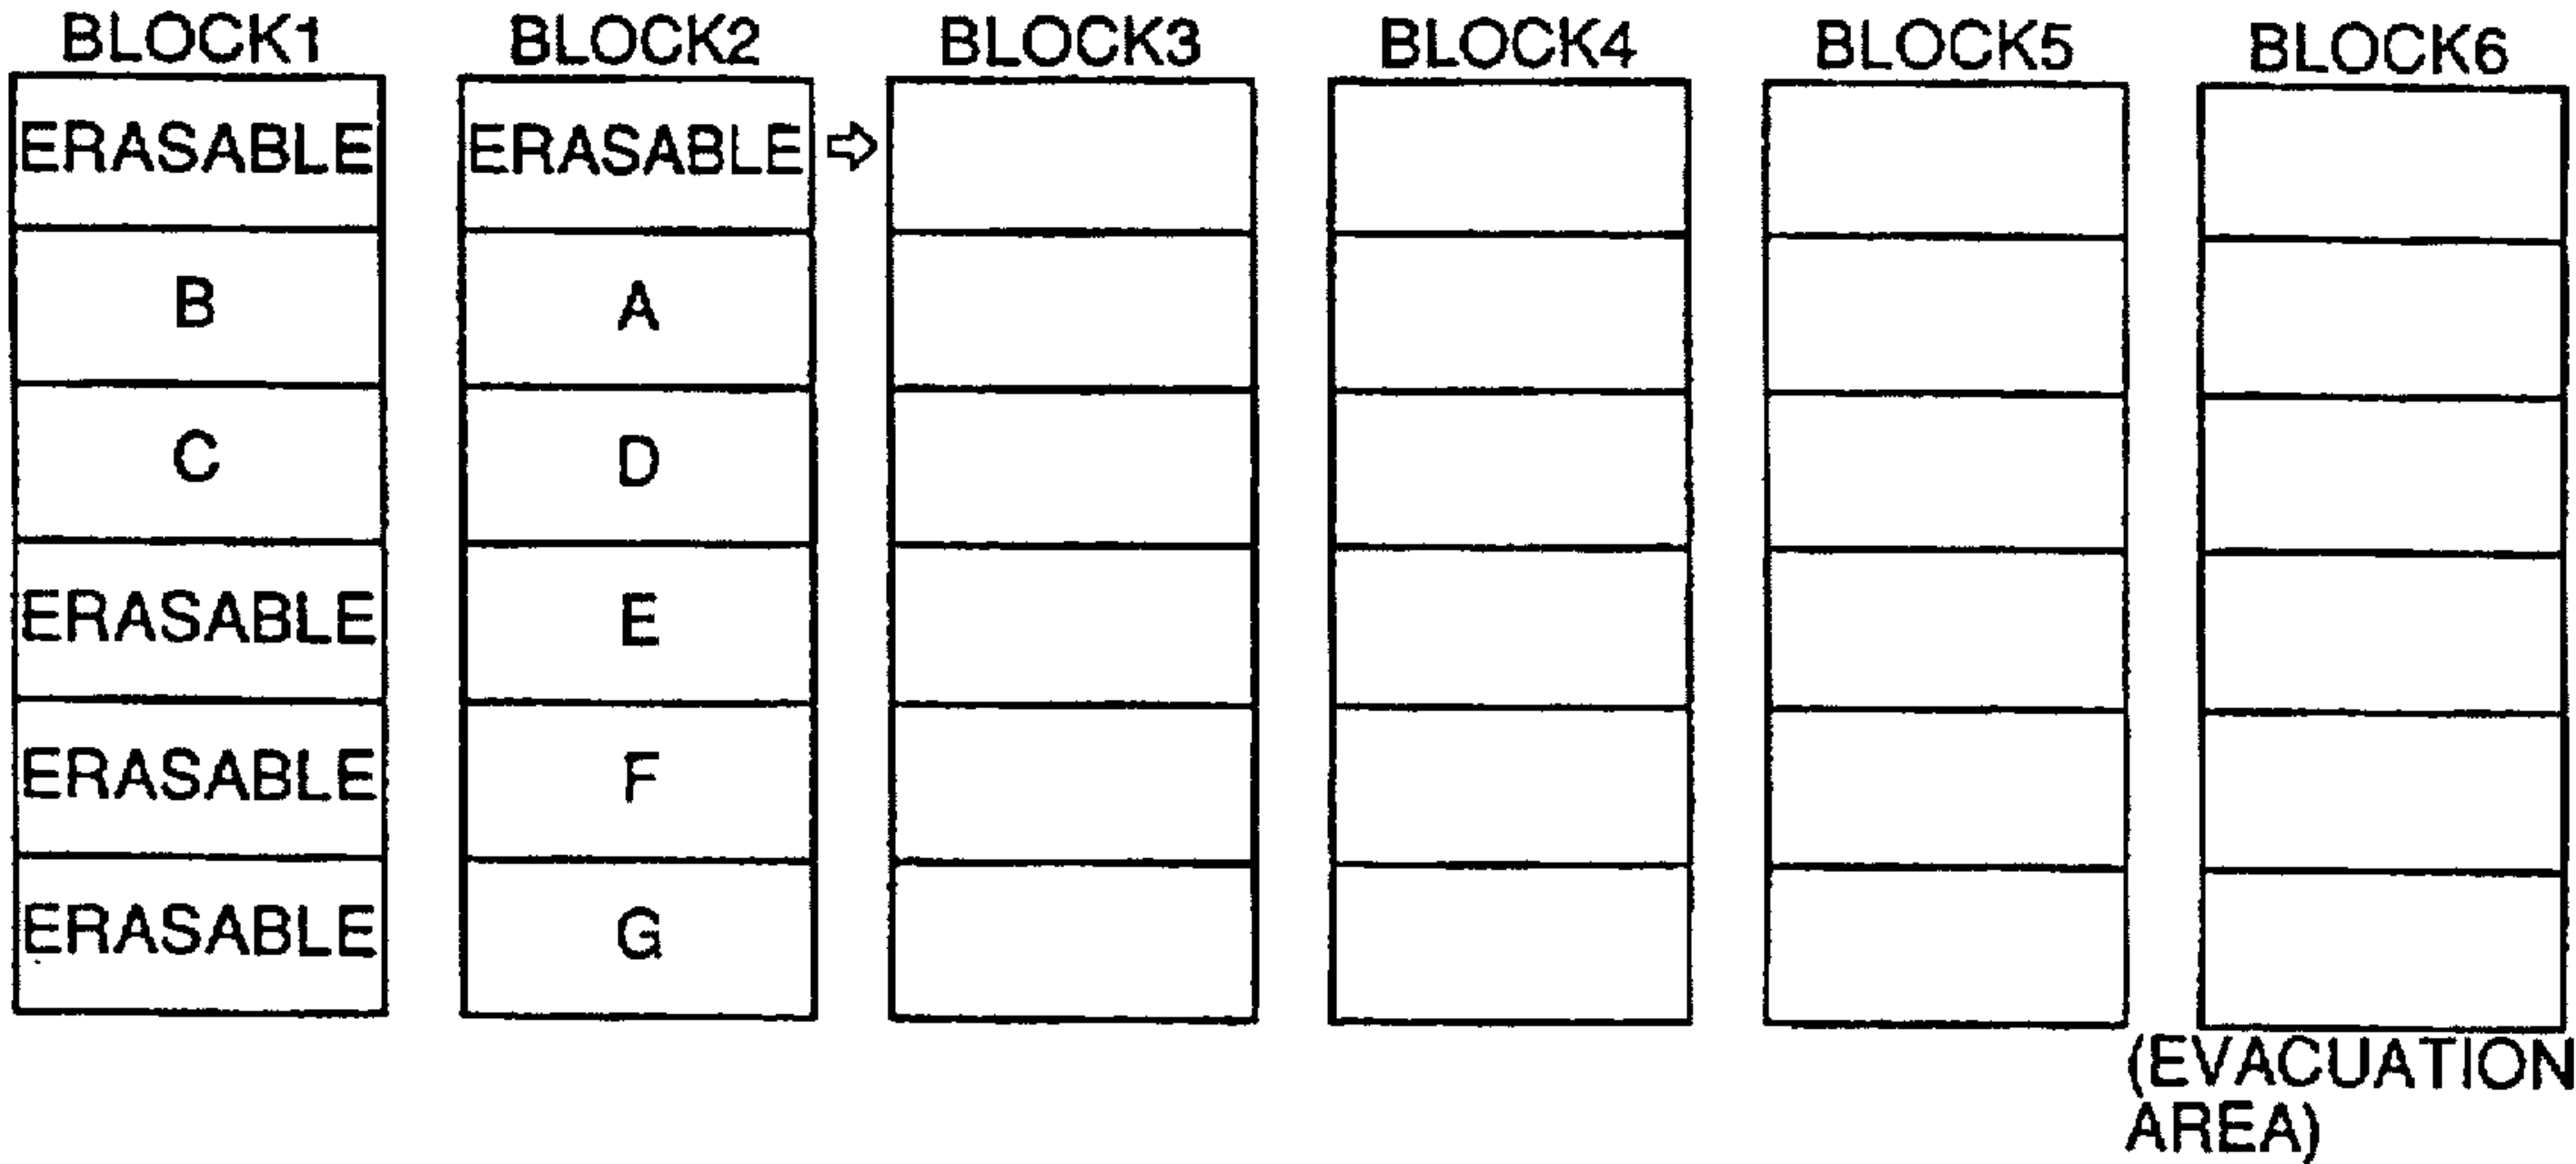 BLOCK1 BLOCK2 BLOCK3 BLOCK4 BLOCK5 BLOCK6
ERASABLE ERASABLE
B A
C D
ERASABLE E
ERASABLE F
ERASABLE G
(EVACUATION
AREA)